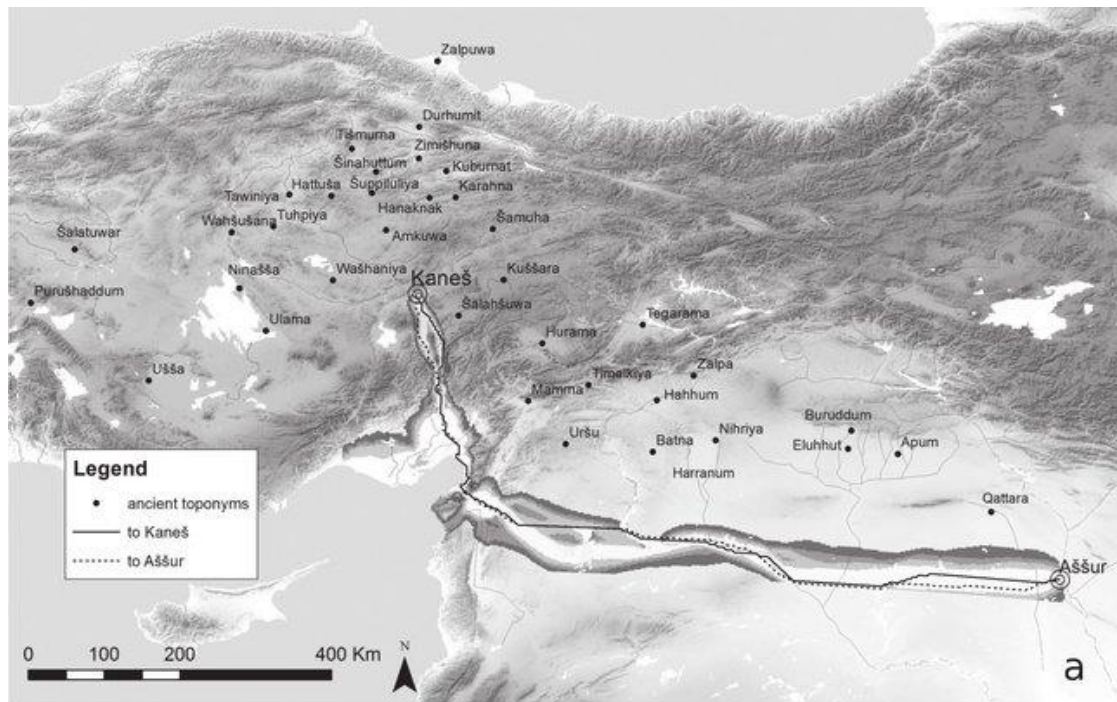 Zalpuwa
Durhumit
Tišmurna
Zimišhuna
Šinahuttum
Kuburnat
Tawiniya
Hattuša
Šuppiluliya
Karahna
Hanaknak
Wahšušana
Tuhpiya
Šamuha
Šalatuwar
Amkuwa
Ninašša
Wašhaniya
Kaneš
Kuššara
Purušhaddum
Šalahšuwa
Ulama
Tegarama
Hurama
Ušša
Zalpa
Timelkiya
Mamma
Hahhum
Buruddum
Uršu
Batna
Nihriya
Eluhhut
Apum
Harranum
Qattara
Aššur
Legend
ancient toponyms
to Kaneš
to Aššur
0 100 200 400 Km
N
a